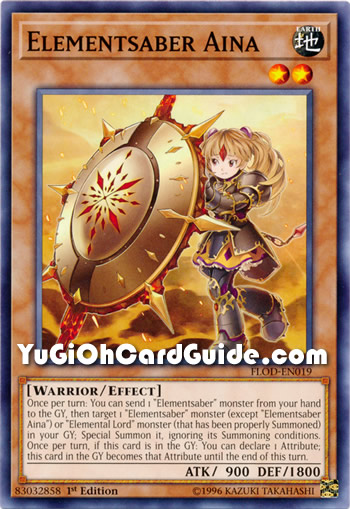 Elementsaber Aina
EARTH
地
YuGiOhCardGuide.com
FLOD-EN019
[Warrior/Effect]
Once per turn: You can send 1 "Elementsaber" monster from your hand
to the GY, then target 1 "Elementsaber" monster (except "Elementsaber
Aina") or "Elemental Lord" monster (that has been properly Summoned)
in your GY; Special Summon it, ignoring its Summoning conditions.
Once per turn, if this card is in the GY: You can declare 1 Attribute;
this card in the GY becomes that Attribute until the end of this turn.
ATK/ 900 DEF/1800
83032858 1st Edition ©1996 KAZUKI TAKAHASHI